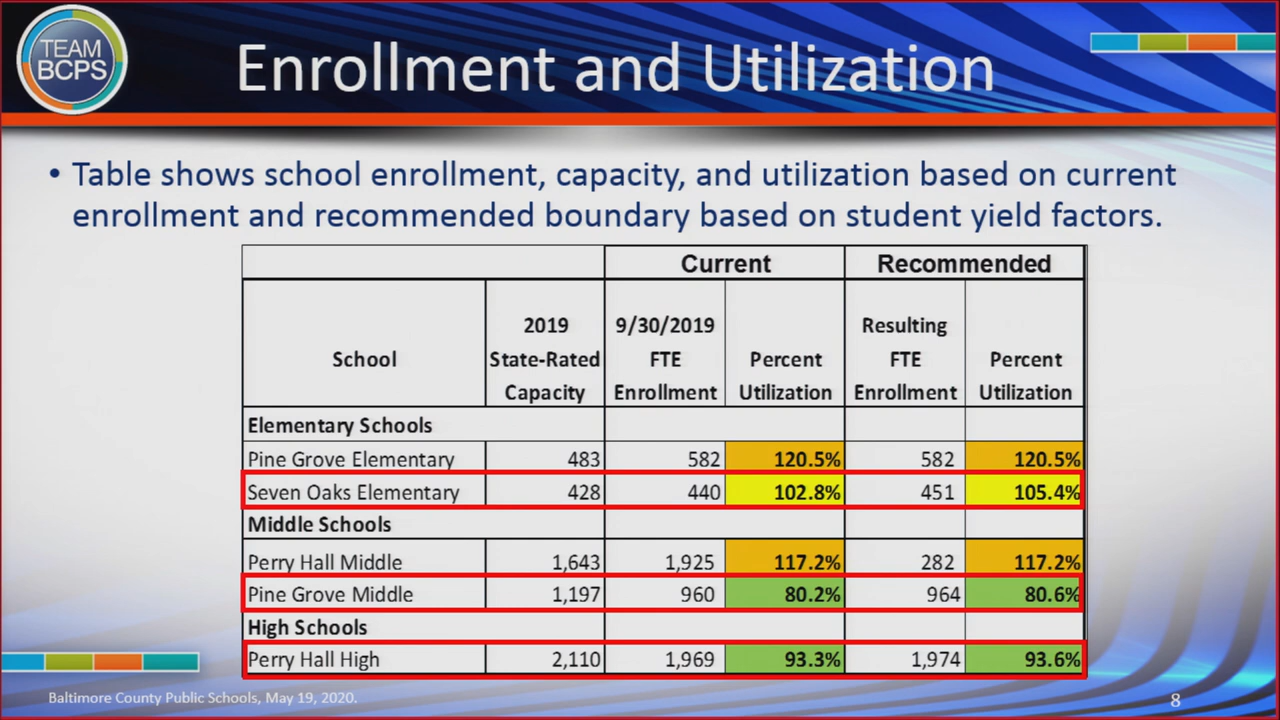 TEAM
BCPS
Enrollment and Utilization
• Table shows school enrollment, capacity, and utilization based on current
enrollment and recommended boundary based on student yield factors.
Current Recommended
School 2019 State-Rated Capacity 9/30/2019 FTE Enrollment Percent Utilization Resulting FTE Enrollment Percent Utilization
Elementary Schools
Pine Grove Elementary 483 582 120.5% 582 120.5%
Seven Oaks Elementary 428 440 102.8% 451 105.4%
Middle Schools
Perry Hall Middle 1,643 1,925 117.2% 282 117.2%
Pine Grove Middle 1,197 960 80.2% 964 80.6%
High Schools
Perry Hall High 2,110 1,969 93.3% 1,974 93.6%
Baltimore County Public Schools, May 19, 2020.
8